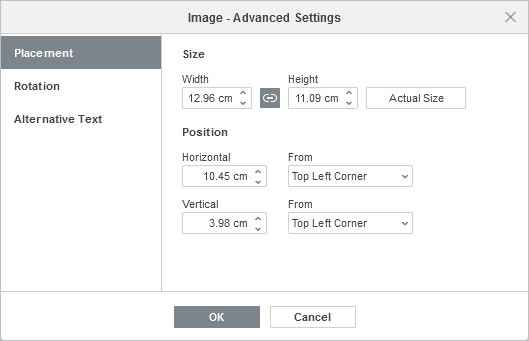 Image - Advanced Settings
Placement
Rotation
Alternative Text
Size
Width Height
12.96 cm 11.09 cm Actual Size
Position
Horizontal From
10.45 cm Top Left Corner
Vertical From
3.98 cm Top Left Corner
OK Cancel